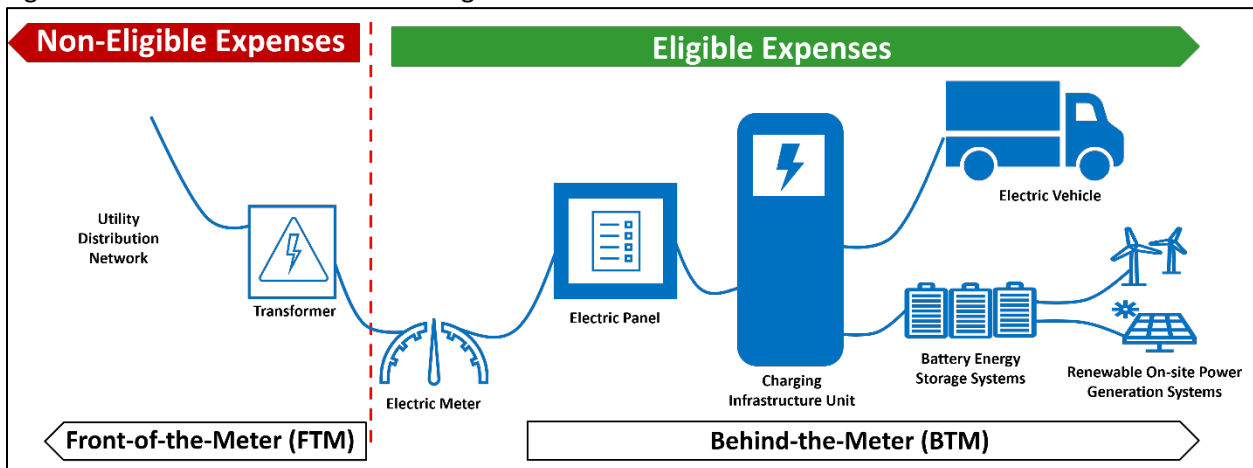 Non-Eligible Expenses
Eligible Expenses
Utility
Distribution
Network
Transformer
Electric Meter
Electric Panel
Charging
Infrastructure Unit
Electric Vehicle
Battery Energy
Storage Systems
Renewable On-site Power
Generation Systems
Front-of-the-Meter (FTM)
Behind-the-Meter (BTM)